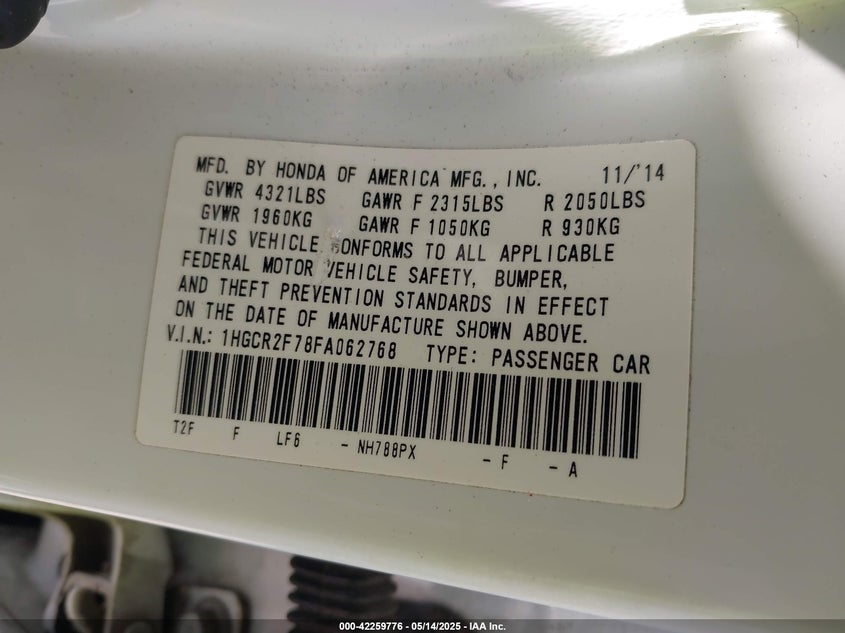 MFD. BY HONDA OF AMERICA MFG., INC. 11/'14
GVWR 4321LBS GAWR F 2315LBS R 2050LBS
GVWR 1960KG GAWR F 1050KG R 930KG
THIS VEHICLE CONFORMS TO ALL APPLICABLE
FEDERAL MOTOR VEHICLE SAFETY, BUMPER,
AND THEFT PREVENTION STANDARDS IN EFFECT
ON THE DATE OF MANUFACTURE SHOWN ABOVE.
V.I.N.: 1HGCR2F78FA062768 TYPE: PASSENGER CAR
T2F F LF6 - NH788PX - F - A
000-42259776 - 05/14/2025 - IAA Inc.